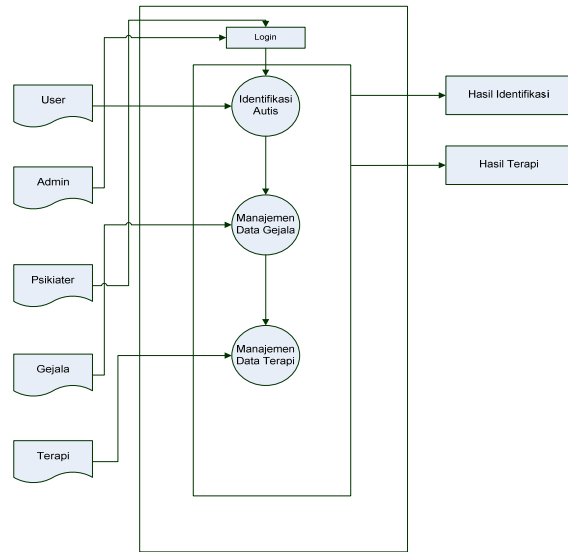 Login
User
Identifikasi
Autis
Hasil Identifikasi
Hasil Terapi
Admin
Manajemen
Data Gejala
Psikiater
Manajemen
Data Terapi
Gejala
Terapi